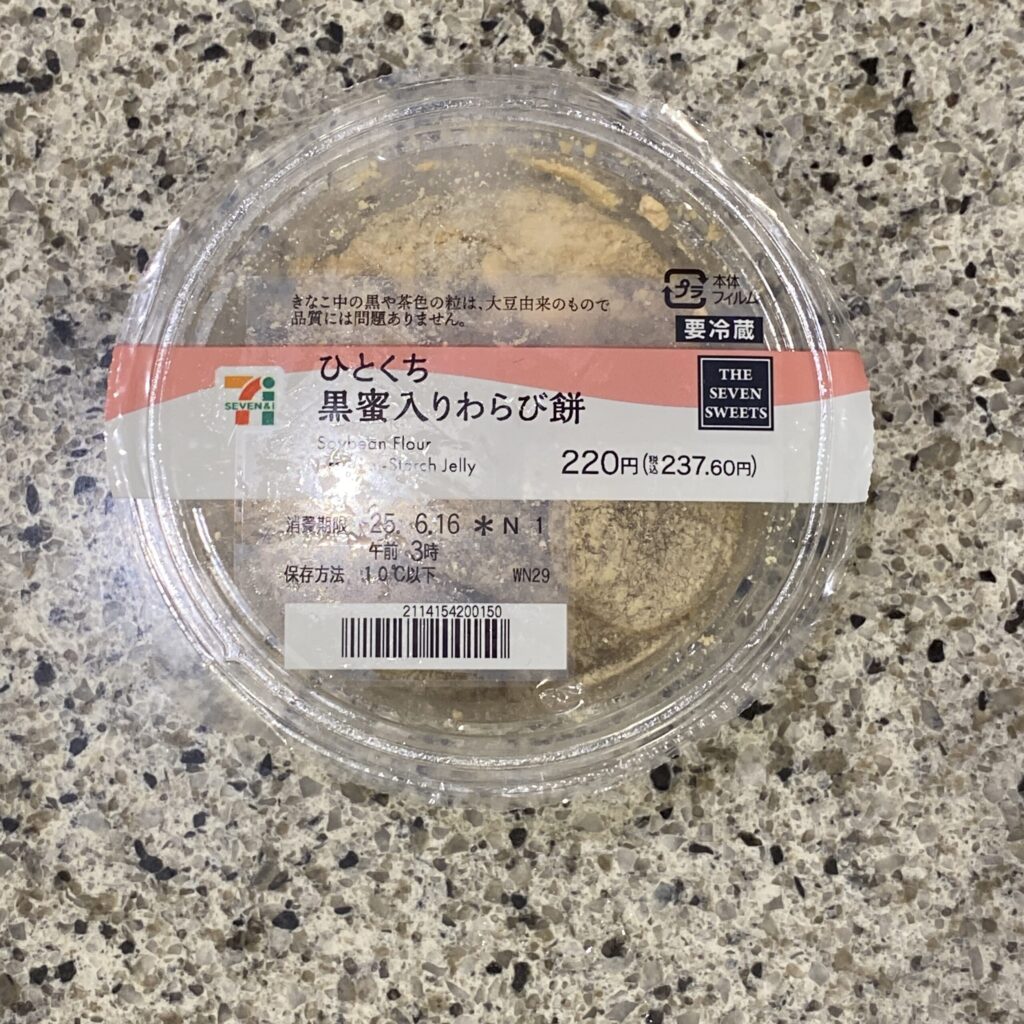 きなこ中の黒や茶色の粒は、大豆由来のもので
品質には問題ありません。
プラ
本体
フィルム
要冷蔵
SEVEN&i
ひとくち
黒蜜入りわらび餅
THE
SEVEN
SWEETS
Soybean Flour
-Starch Jelly
220円(税込237.60円)
消費期限 25. 6.16 ＊N 1
午前 3時
保存方法 10℃以下 WN29
2114154200150